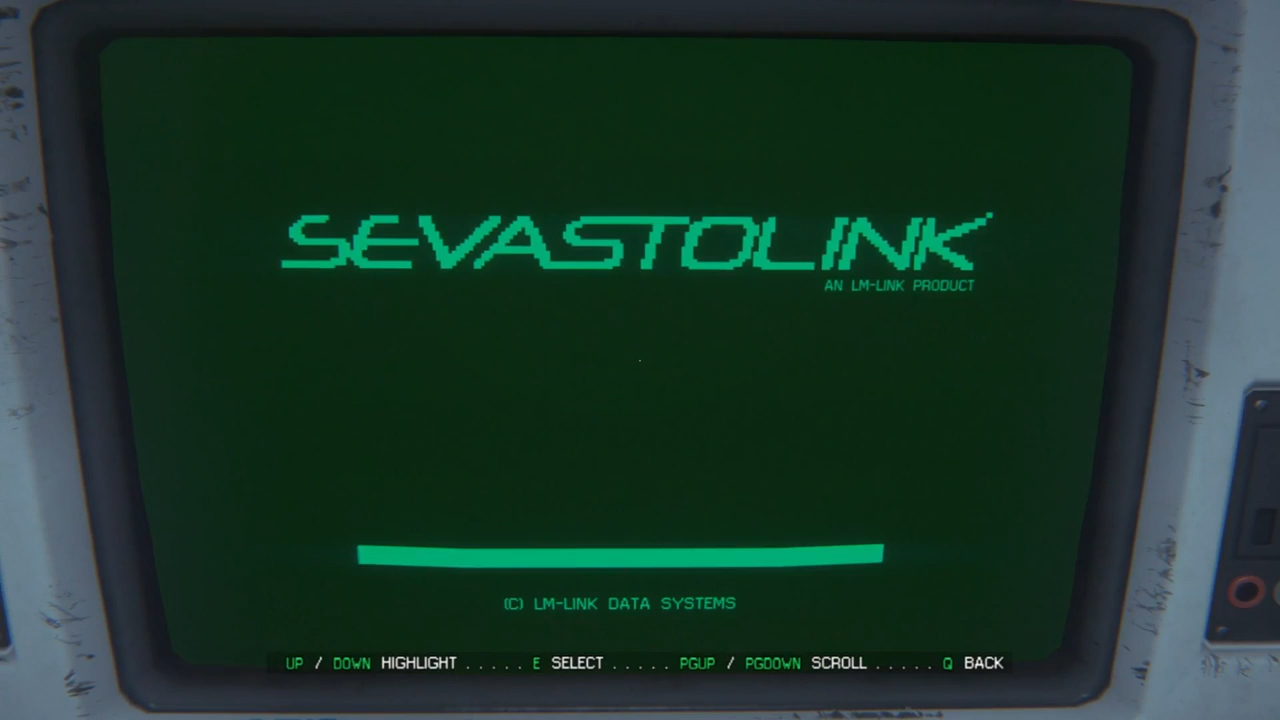 SEVASTOLINK
AN LM-LINK PRODUCT
(C) LM-LINK DATA SYSTEMS
UP / DOWN HIGHLIGHT ..... E SELECT ..... PGUP / PGDOWN SCROLL ..... Q BACK